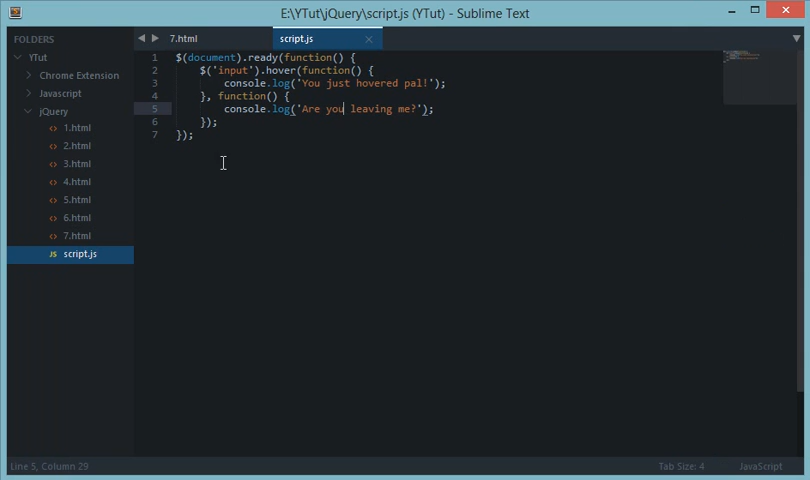 E:\YTut\jQuery\script.js (YTut) - Sublime Text
FOLDERS
YTut
Chrome Extension
Javascript
jQuery
<> 1.html
<> 2.html
<> 3.html
<> 4.html
<> 5.html
<> 6.html
<> 7.html
JS script.js
7.html script.js
1 $(document).ready(function() {
2 $('input').hover(function() {
3 console.log('You just hovered pal!');
4 }, function() {
5 console.log('Are you leaving me?');
6 });
7 });
Line 5, Column 29 Tab Size: 4 JavaScript